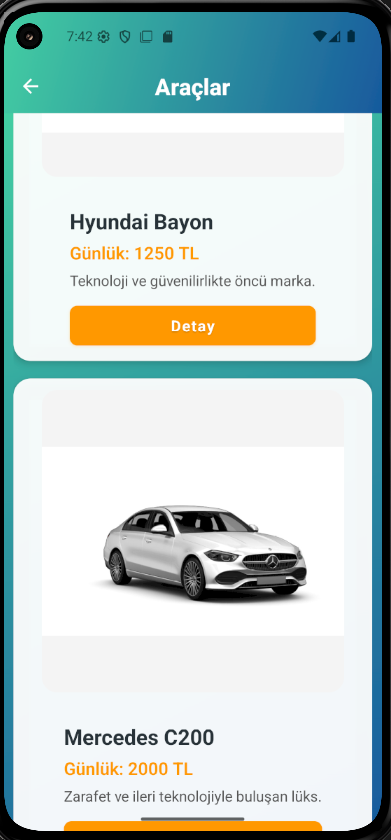 7:42
Araçlar
Hyundai Bayon
Günlük: 1250 TL
Teknoloji ve güvenilirlikte öncü marka.
Detay
Mercedes C200
Günlük: 2000 TL
Zarafet ve ileri teknolojiyle buluşan lüks.